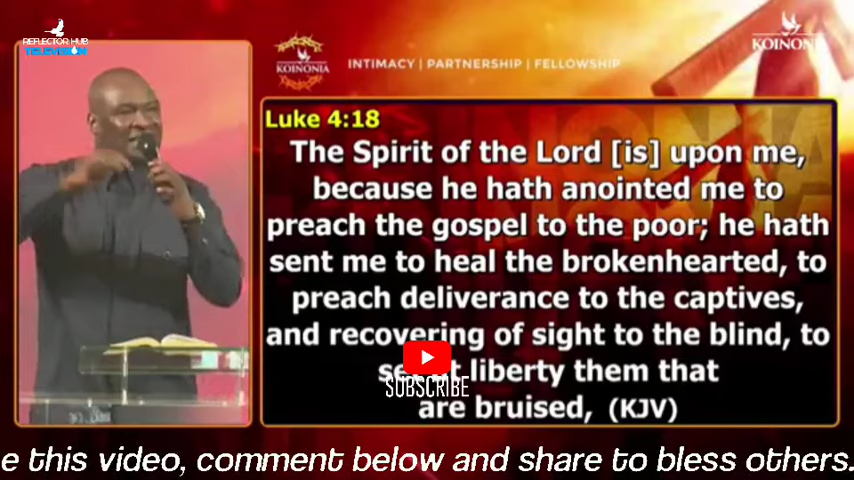 REFLECTOR HUB
TELEVISION
KOINONIA
INTIMACY | PARTNERSHIP | FELLOWSHIP
KOINONIA
Luke 4:18
The Spirit of the Lord [is] upon me,
because he hath anointed me to
preach the gospel to the poor; he hath
sent me to heal the brokenhearted, to
preach deliverance to the captives,
and recovering of sight to the blind, to
set at liberty them that
are bruised, (KJV)
SUBSCRIBE
e this video, comment below and share to bless others.